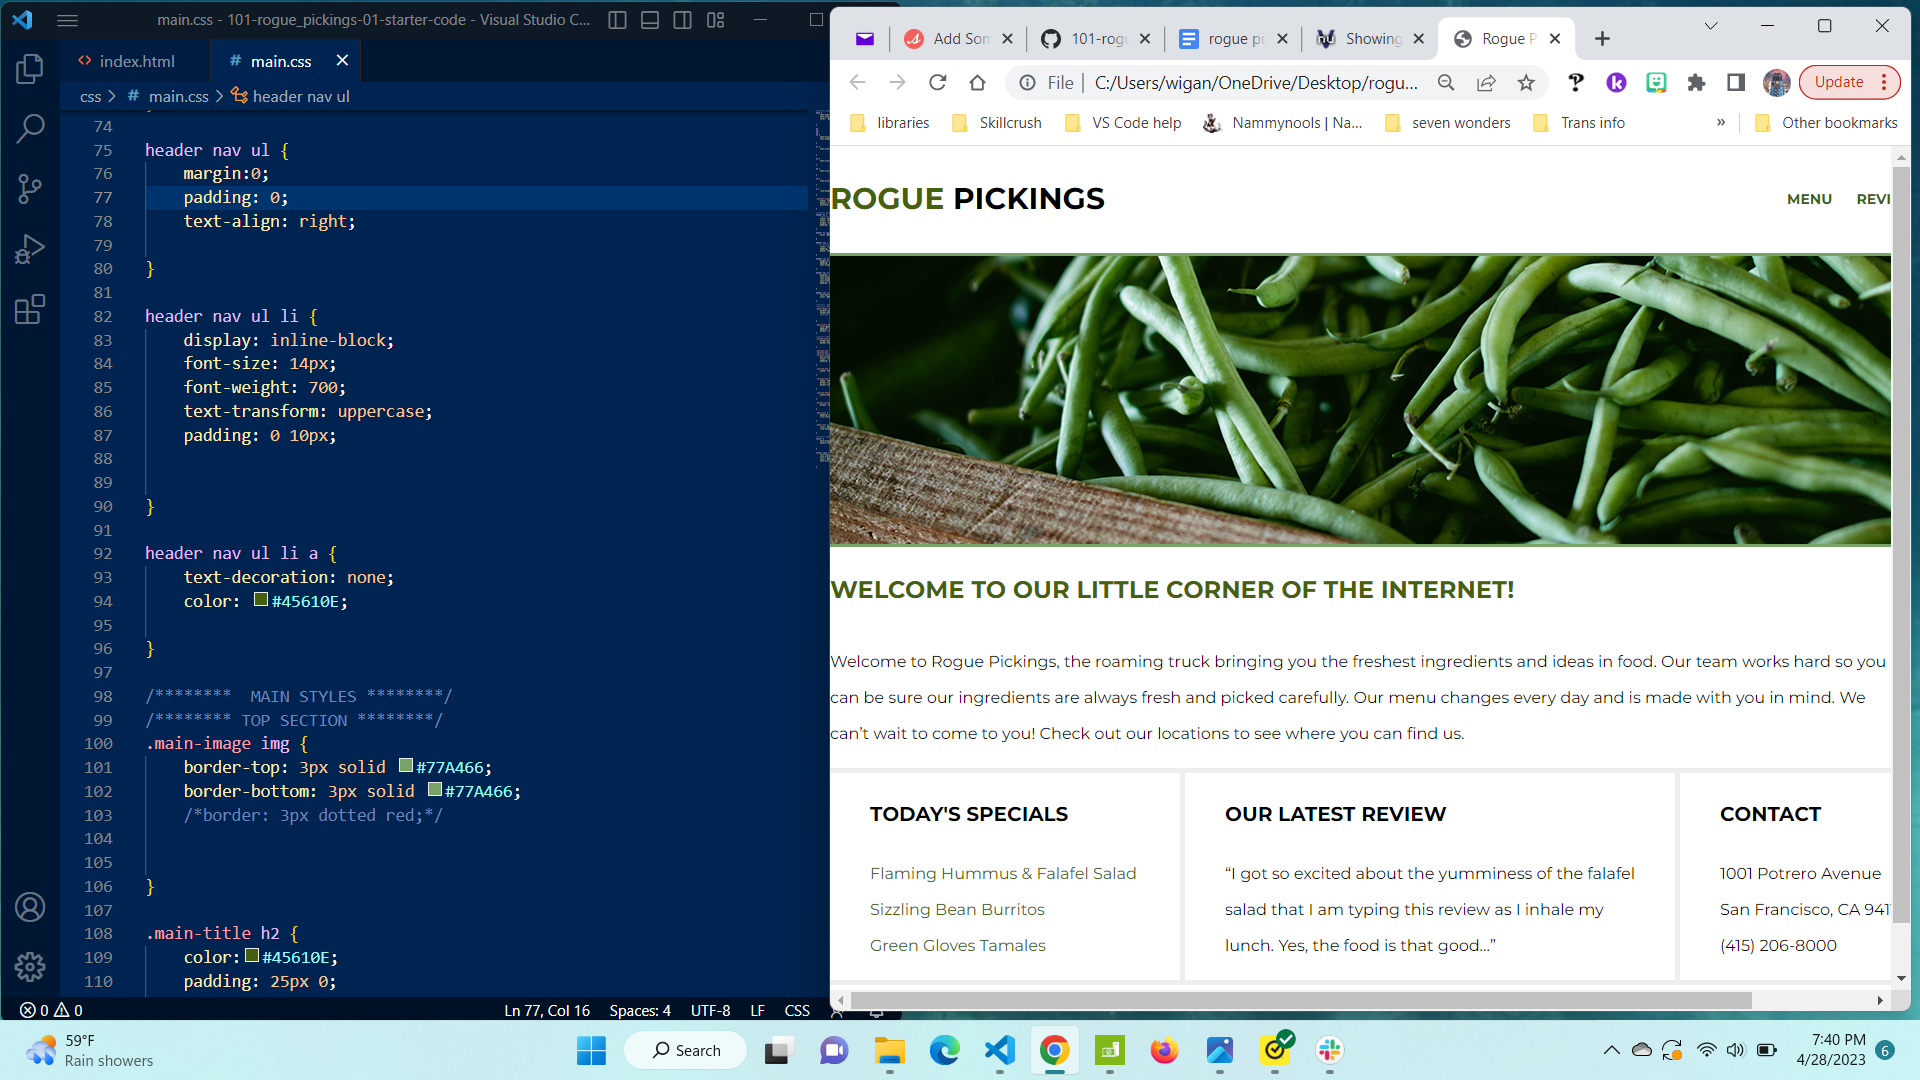 main.css - 101-rogue_pickings-01-starter-code - Visual Studio C...
index.html
# main.css
css > # main.css > header nav ul
74
75 header nav ul {
76 margin:0;
77 padding: 0;
78 text-align: right;
79
80 }
81
82 header nav ul li {
83 display: inline-block;
84 font-size: 14px;
85 font-weight: 700;
86 text-transform: uppercase;
87 padding: 0 10px;
88
89
90 }
91
92 header nav ul li a {
93 text-decoration: none;
94 color: #45610E;
95
96 }
97
98 /******** MAIN STYLES ********/
99 /******** TOP SECTION ********/
100 .main-image img {
101 border-top: 3px solid #77A466;
102 border-bottom: 3px solid #77A466;
103 /*border: 3px dotted red;*/
104
105
106 }
107
108 .main-title h2 {
109 color:#45610E;
110 padding: 25px 0;
0 0
Ln 77, Col 16 Spaces: 4 UTF-8 LF CSS
Add Som 101-rogu rogue pi Showing Rogue P
File | C:/Users/wigan/OneDrive/Desktop/rogu... Update
libraries Skillcrush VS Code help Nammynools | Na... seven wonders Trans info » Other bookmarks
ROGUE PICKINGS
MENU REVI
WELCOME TO OUR LITTLE CORNER OF THE INTERNET!
Welcome to Rogue Pickings, the roaming truck bringing you the freshest ingredients and ideas in food. Our team works hard so you
can be sure our ingredients are always fresh and picked carefully. Our menu changes every day and is made with you in mind. We
can't wait to come to you! Check out our locations to see where you can find us.
TODAY'S SPECIALS
Flaming Hummus & Falafel Salad
Sizzling Bean Burritos
Green Gloves Tamales
OUR LATEST REVIEW
“I got so excited about the yumminess of the falafel
salad that I am typing this review as I inhale my
lunch. Yes, the food is that good...”
CONTACT
1001 Potrero Avenue
San Francisco, CA 941
(415) 206-8000
59°F
Rain showers
Search
7:40 PM
4/28/2023
6